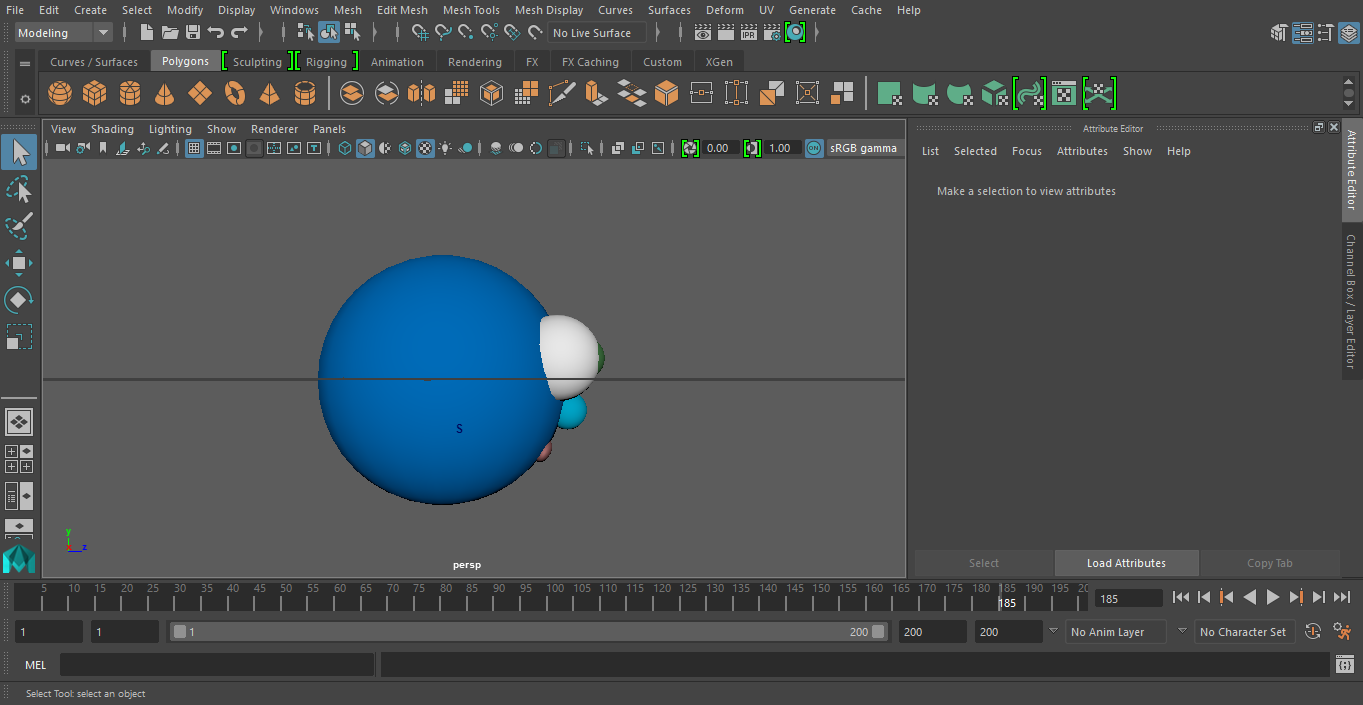 File Edit Create Select Modify Display Windows Mesh Edit Mesh Mesh Tools Mesh Display Curves Surfaces Deform UV Generate Cache Help
Modeling No Live Surface IPR
Curves / Surfaces Polygons Sculpting Rigging Animation Rendering FX FX Caching Custom XGen
View Shading Lighting Show Renderer Panels
0.00 1.00 ON sRGB gamma
S
y
z
persp
Attribute Editor
List Selected Focus Attributes Show Help
Make a selection to view attributes
Select Load Attributes Copy Tab
Attribute Editor
Channel Box / Layer Editor
5 10 15 20 25 30 35 40 45 50 55 60 65 70 75 80 85 90 95 100 105 110 115 120 125 130 135 140 145 150 155 160 165 170 175 180 185 190 195 20
185
185
1 1 1 200 200 200 No Anim Layer No Character Set
MEL
Select Tool: select an object